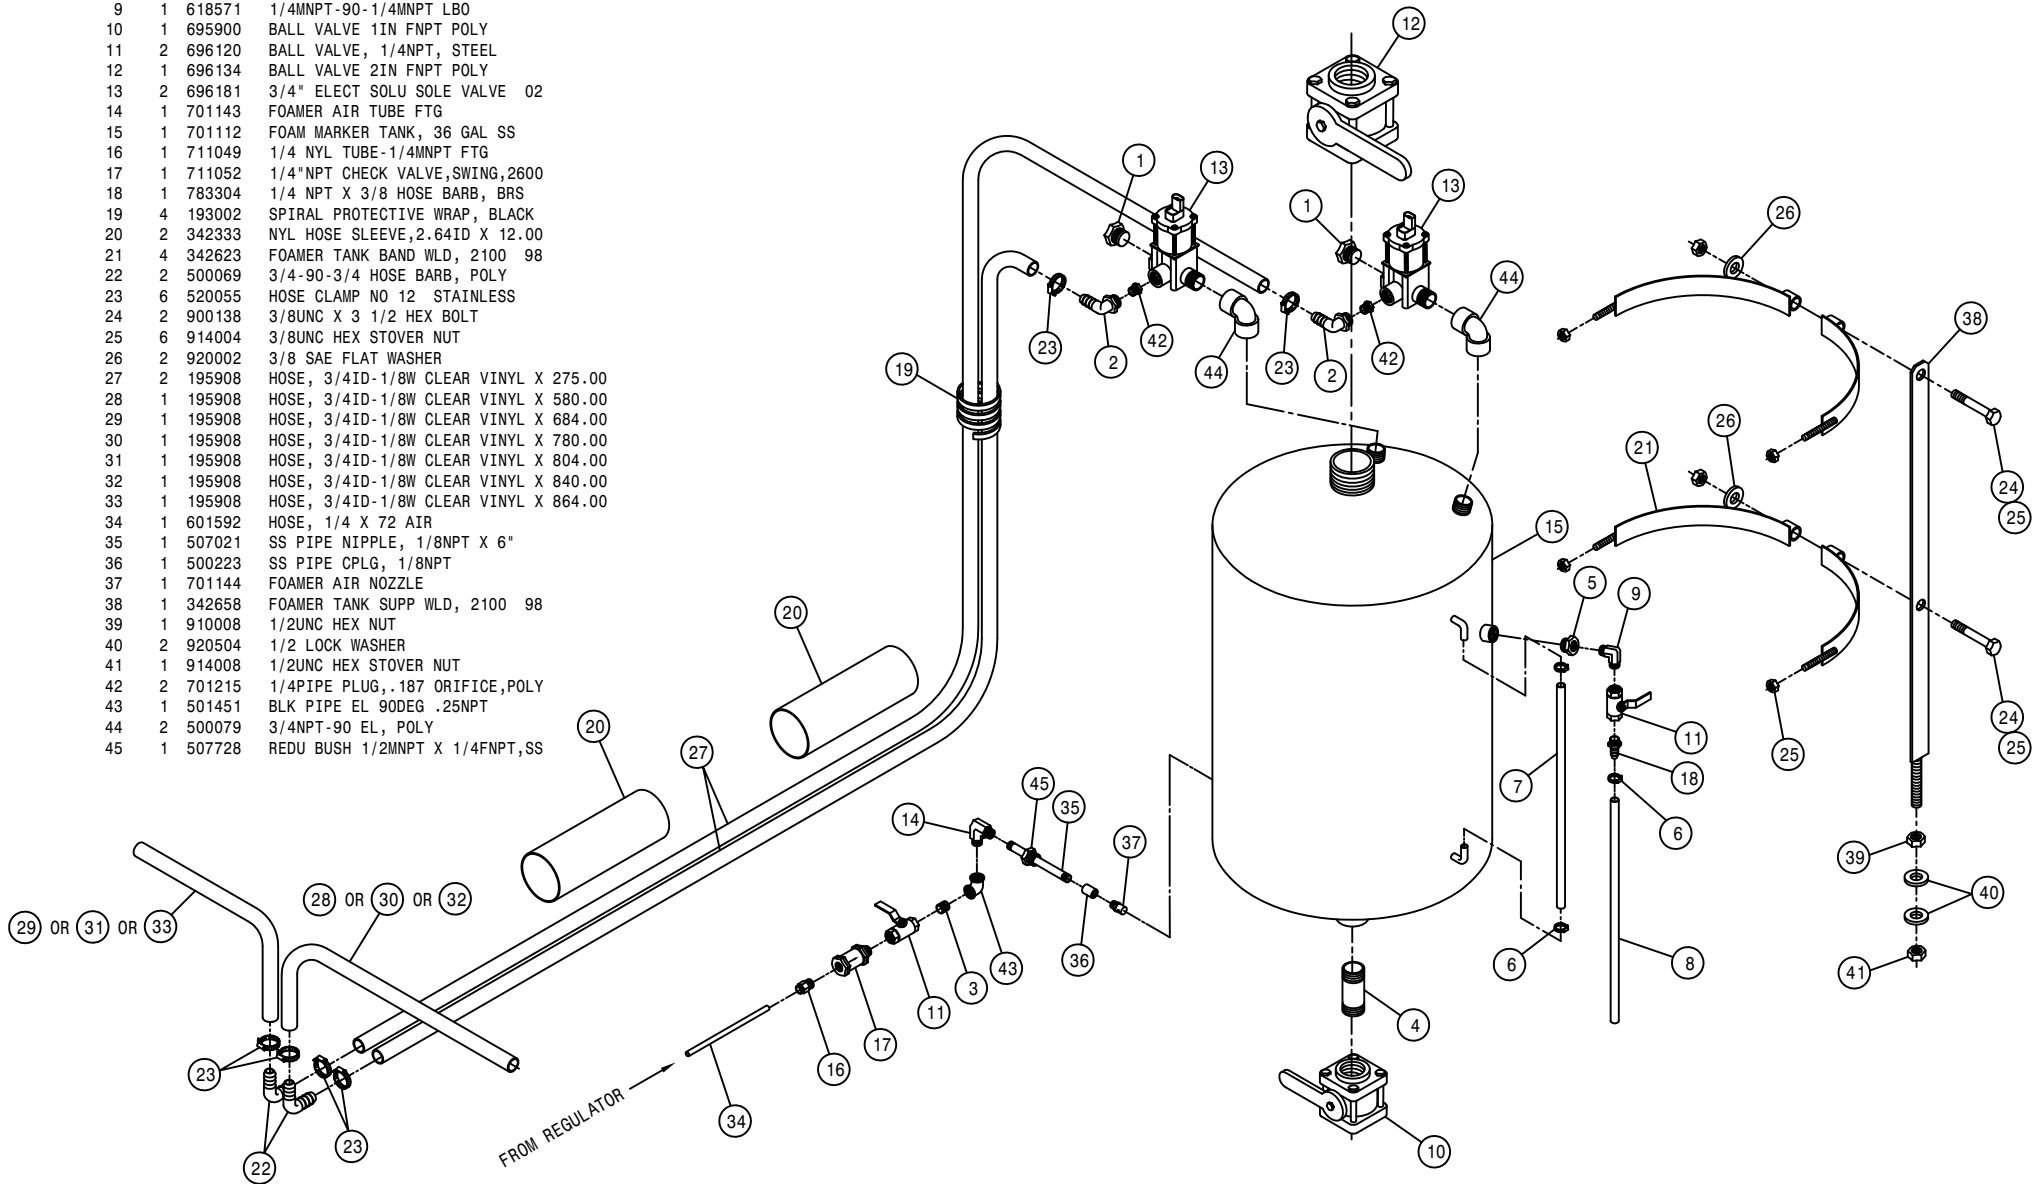 9 1 618571 1/4MNPT-90-1/4MNPT LBO
10 1 695900 BALL VALVE 1IN FNPT POLY
11 2 696120 BALL VALVE, 1/4NPT, STEEL
12 1 696134 BALL VALVE 2IN FNPT POLY
13 2 696181 3/4" ELECT SOLU SOLE VALVE 02
14 1 701143 FOAMER AIR TUBE FTG
15 1 701112 FOAM MARKER TANK, 36 GAL SS
16 1 711049 1/4 NYL TUBE-1/4MNPT FTG
17 1 711052 1/4"NPT CHECK VALVE,SWING,2600
18 1 783304 1/4 NPT X 3/8 HOSE BARB, BRS
19 4 193002 SPIRAL PROTECTIVE WRAP, BLACK
20 2 342333 NYL HOSE SLEEVE,2.64ID X 12.00
21 4 342623 FOAMER TANK BAND WLD, 2100 98
22 2 500069 3/4-90-3/4 HOSE BARB, POLY
23 6 520055 HOSE CLAMP NO 12 STAINLESS
24 2 900138 3/8UNC X 3 1/2 HEX BOLT
25 6 914004 3/8UNC HEX STOVER NUT
26 2 920002 3/8 SAE FLAT WASHER
27 2 195908 HOSE, 3/4ID-1/8W CLEAR VINYL X 275.00
28 1 195908 HOSE, 3/4ID-1/8W CLEAR VINYL X 580.00
29 1 195908 HOSE, 3/4ID-1/8W CLEAR VINYL X 684.00
30 1 195908 HOSE, 3/4ID-1/8W CLEAR VINYL X 780.00
31 1 195908 HOSE, 3/4ID-1/8W CLEAR VINYL X 804.00
32 1 195908 HOSE, 3/4ID-1/8W CLEAR VINYL X 840.00
33 1 195908 HOSE, 3/4ID-1/8W CLEAR VINYL X 864.00
34 1 601592 HOSE, 1/4 X 72 AIR
35 1 507021 SS PIPE NIPPLE, 1/8NPT X 6"
36 1 500223 SS PIPE CPLG, 1/8NPT
37 1 701144 FOAMER AIR NOZZLE
38 1 342658 FOAMER TANK SUPP WLD, 2100 98
39 1 910008 1/2UNC HEX NUT
40 2 920504 1/2 LOCK WASHER
41 1 914008 1/2UNC HEX STOVER NUT
42 2 701215 1/4PIPE PLUG,.187 ORIFICE,POLY
43 1 501451 BLK PIPE EL 90DEG .25NPT
44 2 500079 3/4NPT-90 EL, POLY
45 1 507728 REDU BUSH 1/2MNPT X 1/4FNPT,SS
12
1
13
1
13
26
44
38
23
2
42
44
23
2
42
19
26
21
24
25
15
5
9
20
20
27
24
25
25
11
7
18
45
35
14
37
6
39
40
28 OR 30 OR 32
29 OR 31 OR 33
36
43
3
6
8
41
11
4
17
16
23
34
FROM REGULATOR
23
22
10